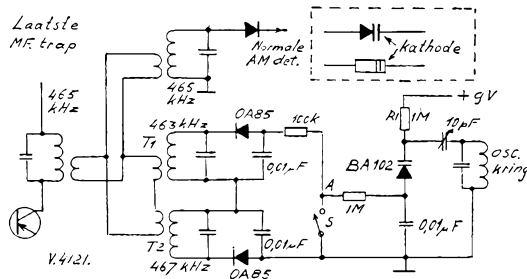 Laatste
MF. trap
465
kHz
465
kHz
Normale
AM det.
kathode
+9V
R1 1M
10pF
BA102
OSC.
kring
463 kHz
OA85
100k
T1
0,01µF
A
1M
S
0,01µF
T2
467 kHz
0,01µF
OA85
V.4121.